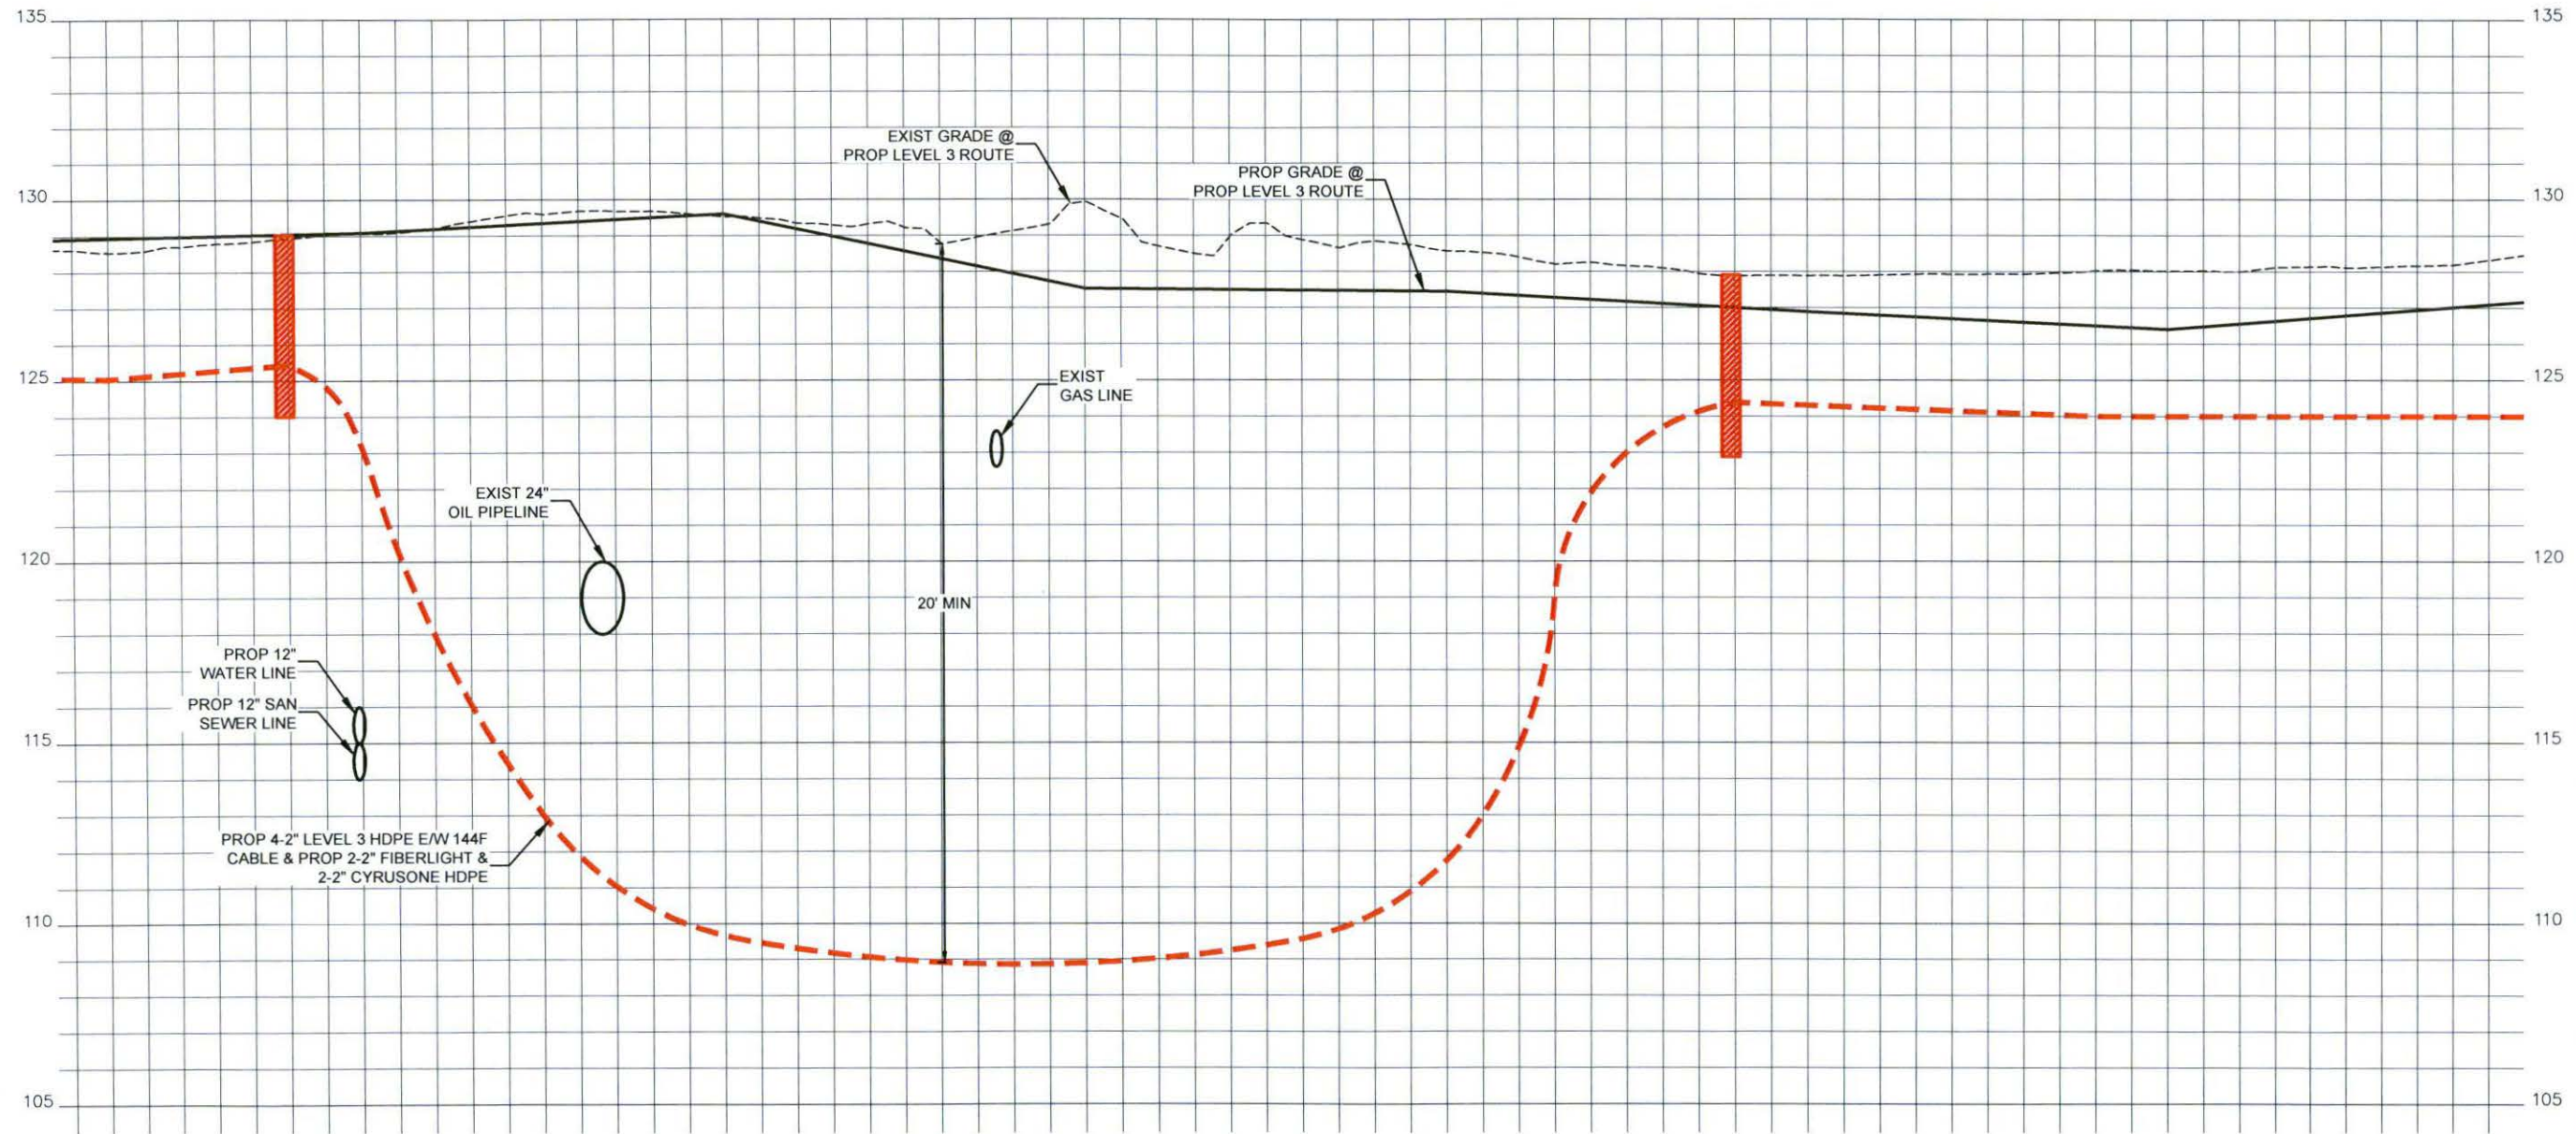 135
135
EXIST GRADE @
PROP LEVEL 3 ROUTE
PROP GRADE @
PROP LEVEL 3 ROUTE
130
130
EXIST
GAS LINE
125
125
EXIST 24"
OIL PIPELINE
120
120
20' MIN
PROP 12"
WATER LINE
PROP 12" SAN
SEWER LINE
115
115
PROP 4-2" LEVEL 3 HDPE E/W 144F
CABLE & PROP 2-2" FIBERLIGHT &
2-2" CYRUSONE HDPE
110
110
105
105